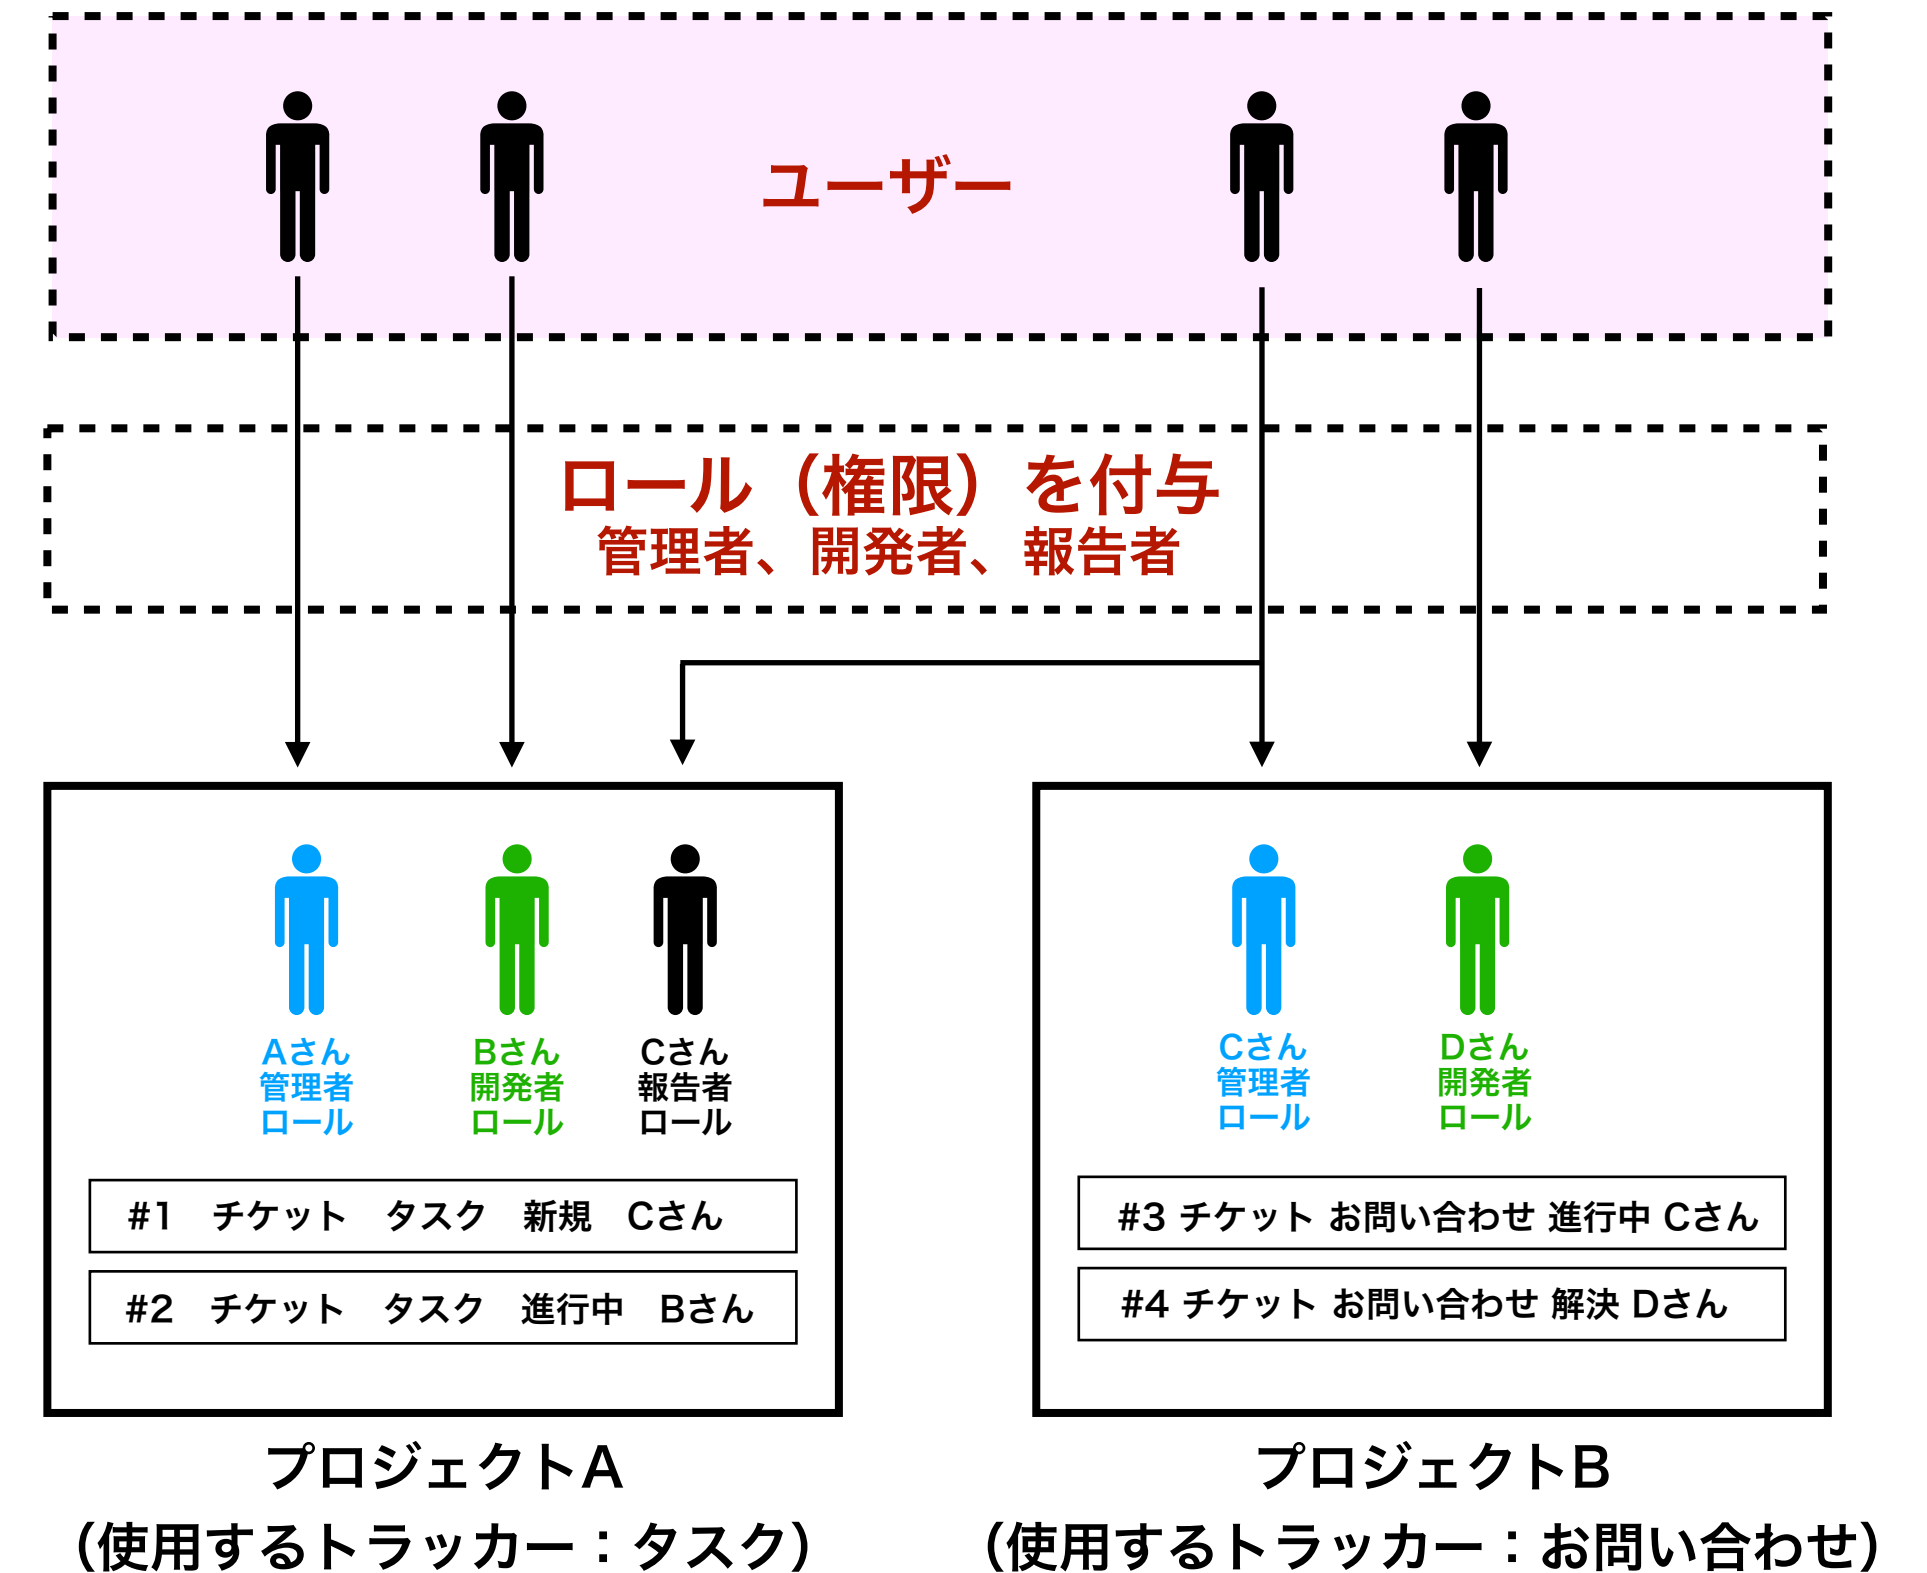 ユーザー
ロール（権限）を付与
管理者、開発者、報告者
Aさん
管理者
ロール
Bさん
開発者
ロール
Cさん
報告者
ロール
#1　チケット　タスク　新規　Cさん
#2　チケット　タスク　進行中　Bさん
プロジェクトA
（使用するトラッカー：タスク）
Cさん
管理者
ロール
Dさん
開発者
ロール
#3 チケット お問い合わせ 進行中 Cさん
#4 チケット お問い合わせ 解決 Dさん
プロジェクトB
（使用するトラッカー：お問い合わせ）